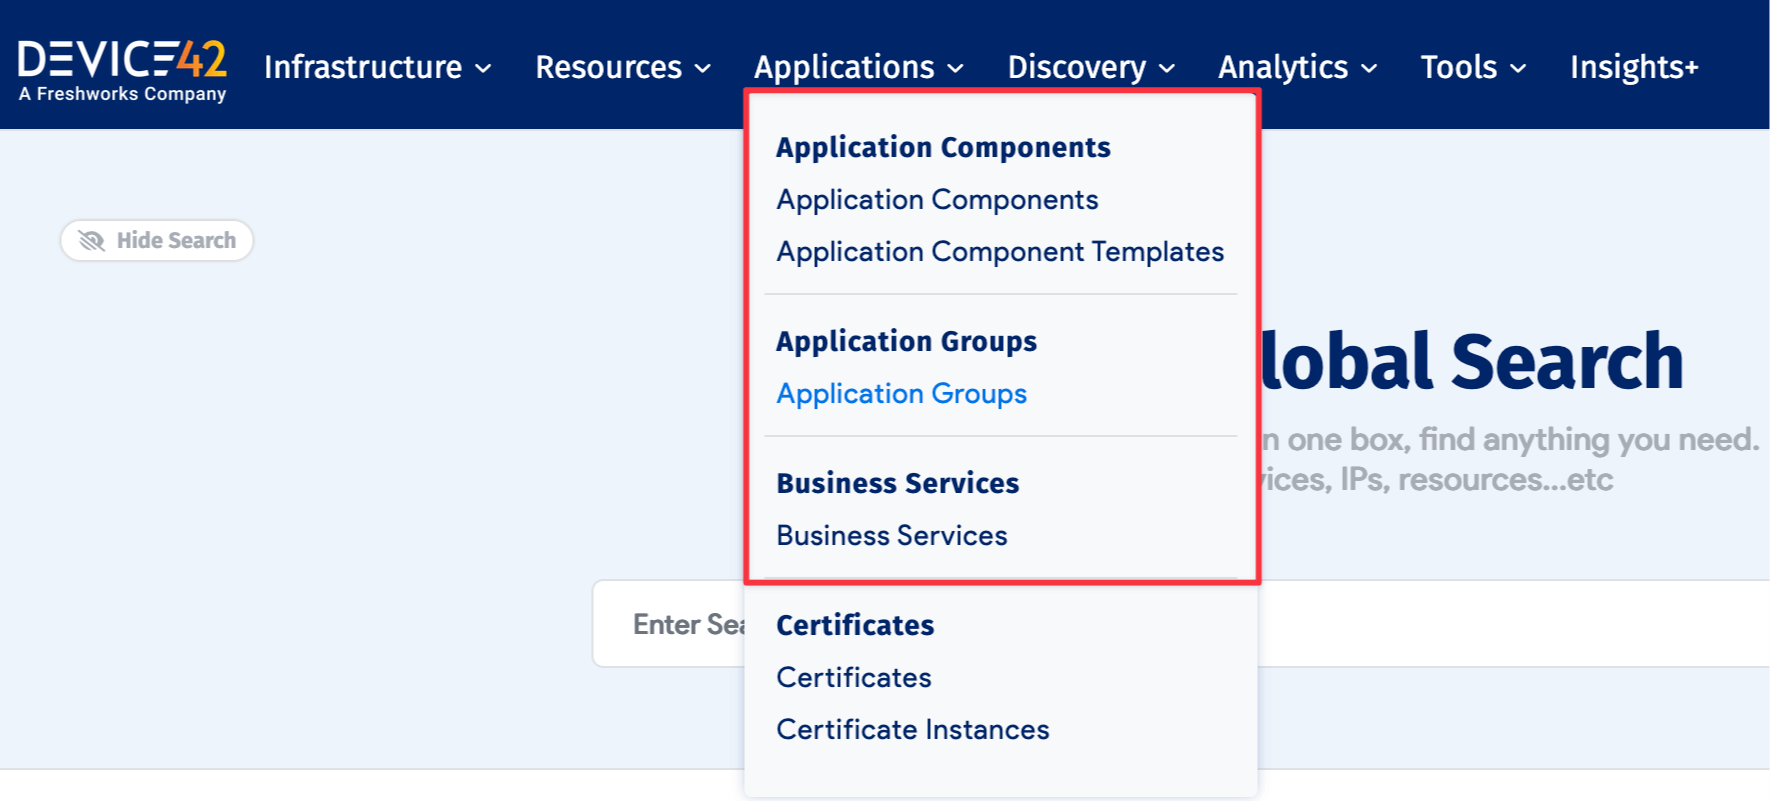 DEVICE42
A Freshworks Company
Infrastructure
Resources
Applications
Discovery
Analytics
Tools
Insights+
Hide Search
Application Components
Application Components
Application Component Templates
Application Groups
Application Groups
Business Services
Business Services
Certificates
Certificates
Certificate Instances
lobal Search
n one box, find anything you need.
vices, IPs, resources...etc
Enter Sea